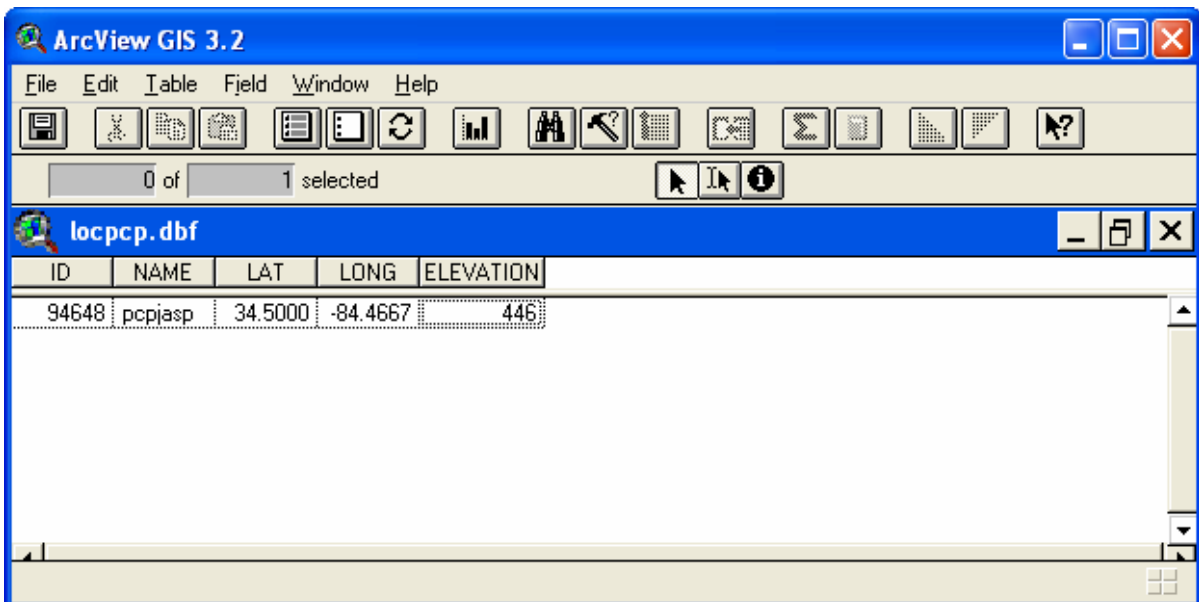 ArcView GIS 3.2
File Edit Table Field Window Help
0 of 1 selected
locpcp.dbf
ID NAME LAT LONG ELEVATION
94648 pcpjasp 34.5000 -84.4667 446